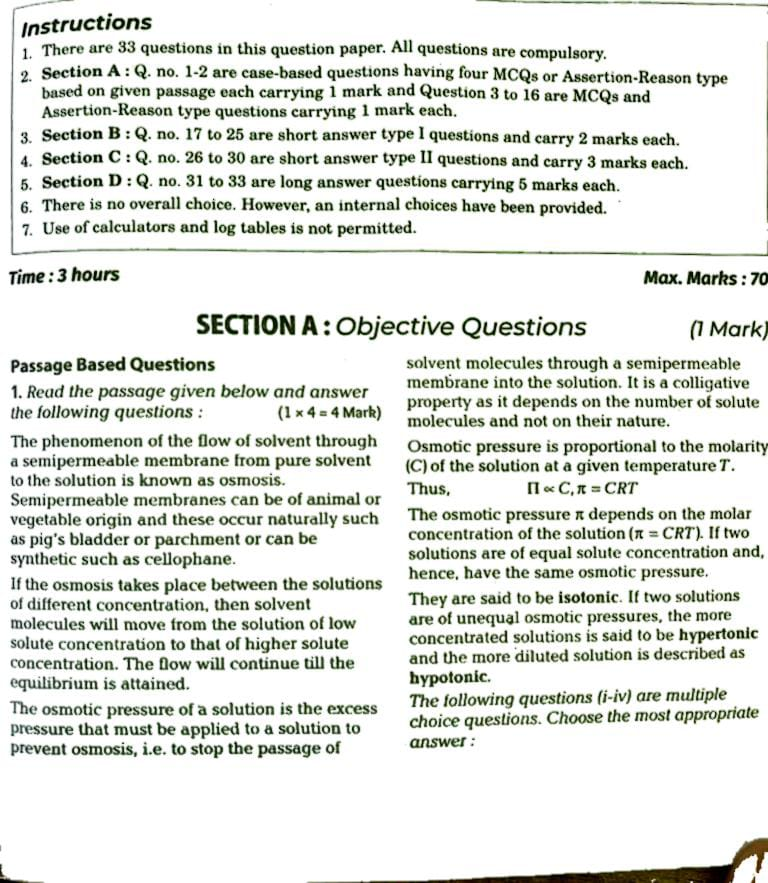 Instructions
1. There are 33 questions in this question paper. All questions are compulsory.
2. Section A : Q. no. 1-2 are case-based questions having four MCQs or Assertion-Reason type
based on given passage each carrying 1 mark and Question 3 to 16 are MCQs and
Assertion-Reason type questions carrying 1 mark each.
3. Section B : Q. no. 17 to 25 are short answer type I questions and carry 2 marks each.
4. Section C : Q. no. 26 to 30 are short answer type II questions and carry 3 marks each.
5. Section D : Q. no. 31 to 33 are long answer questions carrying 5 marks each.
6. There is no overall choice. However, an internal choices have been provided.
7. Use of calculators and log tables is not permitted.
Time : 3 hours
Max. Marks : 70
SECTION A : Objective Questions (1 Mark)
Passage Based Questions
1. Read the passage given below and answer
the following questions : (1 × 4 = 4 Mark)
The phenomenon of the flow of solvent through
a semipermeable membrane from pure solvent
to the solution is known as osmosis.
Semipermeable membranes can be of animal or
vegetable origin and these occur naturally such
as pig's bladder or parchment or can be
synthetic such as cellophane.
If the osmosis takes place between the solutions
of different concentration, then solvent
molecules will move from the solution of low
solute concentration to that of higher solute
concentration. The flow will continue till the
equilibrium is attained.
The osmotic pressure of a solution is the excess
pressure that must be applied to a solution to
prevent osmosis, i.e. to stop the passage of
solvent molecules through a semipermeable
membrane into the solution. It is a colligative
property as it depends on the number of solute
molecules and not on their nature.
Osmotic pressure is proportional to the molarity
(C) of the solution at a given temperature T.
Thus, Π ∝ C, π = CRT
The osmotic pressure π depends on the molar
concentration of the solution (π = CRT). If two
solutions are of equal solute concentration and,
hence, have the same osmotic pressure.
They are said to be isotonic. If two solutions
are of unequal osmotic pressures, the more
concentrated solutions is said to be hypertonic
and the more diluted solution is described as
hypotonic.
The following questions (i-iv) are multiple
choice questions. Choose the most appropriate
answer :